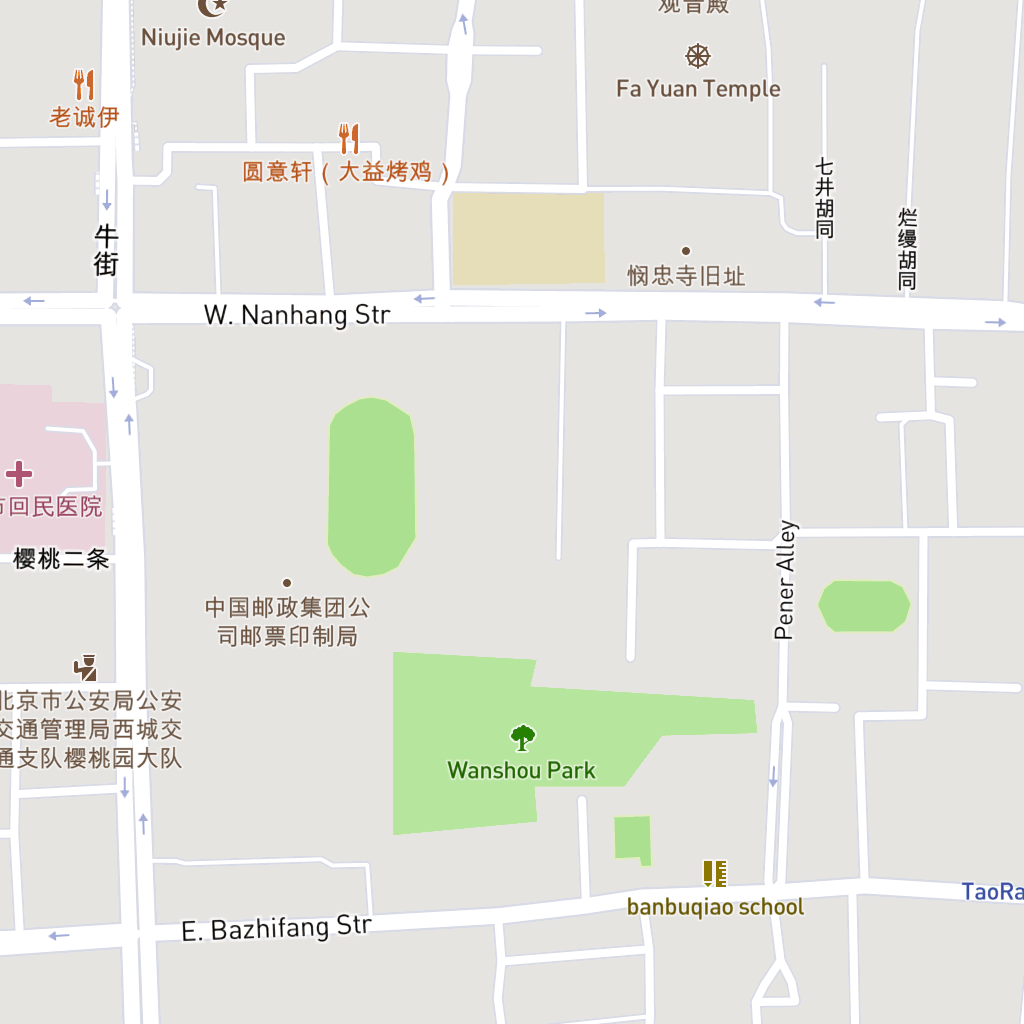 观音殿
Niujie Mosque
Fa Yuan Temple
老诚伊
圆意轩（大益烤鸡）
七井胡同
烂缦胡同
牛街
悯忠寺旧址
W. Nanhang Str
市回民医院
樱桃二条
Pener Alley
中国邮政集团公
司邮票印制局
北京市公安局公安
交通管理局西城交
通支队樱桃园大队
Wanshou Park
TaoRa
banbuqiao school
E. Bazhifang Str